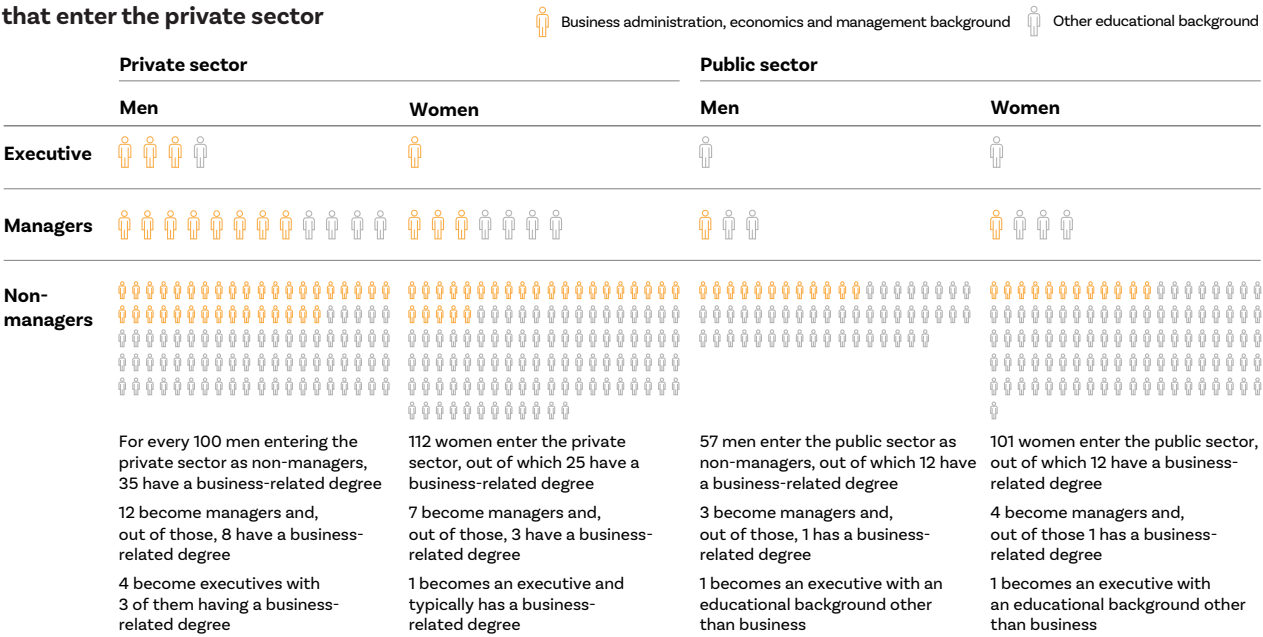 that enter the private sector
Business administration, economics and management background
Other educational background
Private sector
Public sector
Men
Women
Men
Women
Executive
Managers
Non-
managers
For every 100 men entering the
private sector as non-managers,
35 have a business-related degree
12 become managers and,
out of those, 8 have a business-
related degree
4 become executives with
3 of them having a business-
related degree
112 women enter the private
sector, out of which 25 have a
business-related degree
7 become managers and,
out of those, 3 have a business-
related degree
1 becomes an executive and
typically has a business-
related degree
57 men enter the public sector as
non-managers, out of which 12 have
a business-related degree
3 become managers and,
out of those, 1 has a business-
related degree
1 becomes an executive with an
educational background other
than business
101 women enter the public sector,
out of which 12 have a business-
related degree
4 become managers and,
out of those 1 has a business-
related degree
1 becomes an executive with
an educational background other
than business